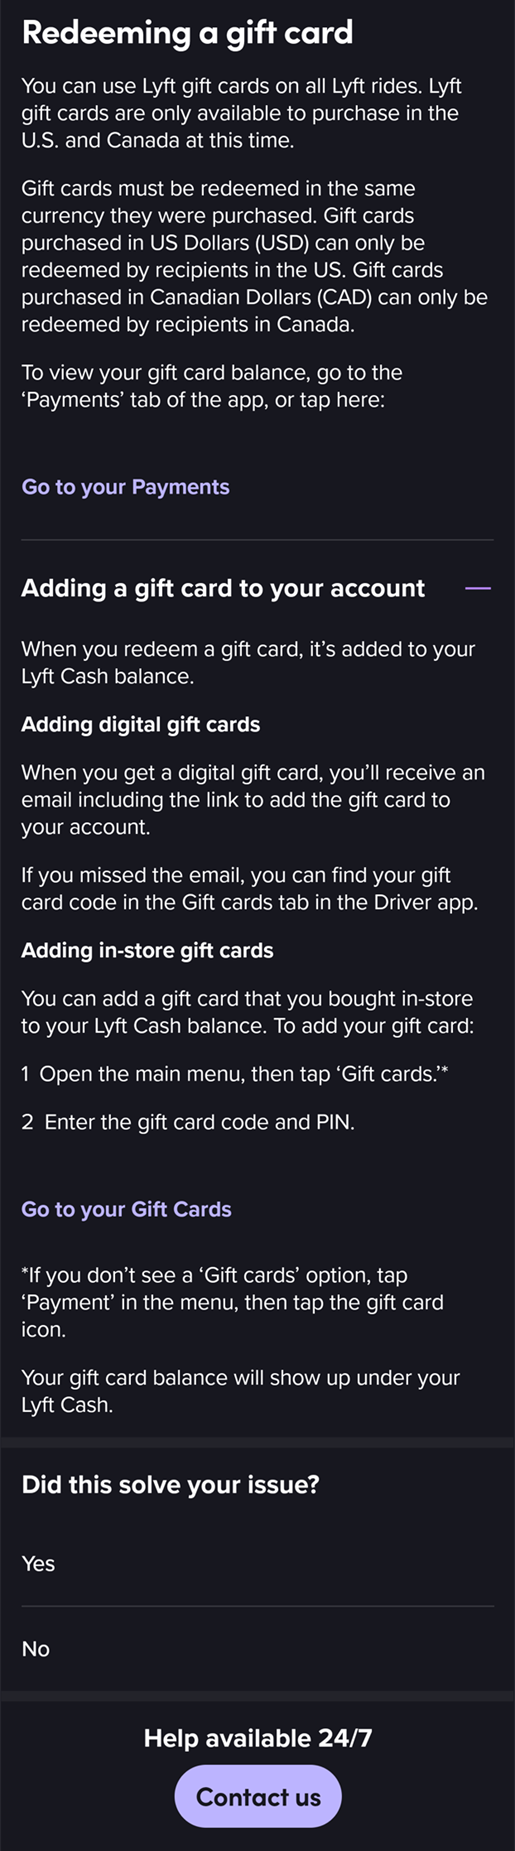 Redeeming a gift card
You can use Lyft gift cards on all Lyft rides. Lyft
gift cards are only available to purchase in the
U.S. and Canada at this time.
Gift cards must be redeemed in the same
currency they were purchased. Gift cards
purchased in US Dollars (USD) can only be
redeemed by recipients in the US. Gift cards
purchased in Canadian Dollars (CAD) can only be
redeemed by recipients in Canada.
To view your gift card balance, go to the
‘Payments’ tab of the app, or tap here:
Go to your Payments
Adding a gift card to your account
When you redeem a gift card, it’s added to your
Lyft Cash balance.
Adding digital gift cards
When you get a digital gift card, you’ll receive an
email including the link to add the gift card to
your account.
If you missed the email, you can find your gift
card code in the Gift cards tab in the Driver app.
Adding in-store gift cards
You can add a gift card that you bought in-store
to your Lyft Cash balance. To add your gift card:
1 Open the main menu, then tap ‘Gift cards.’*
2 Enter the gift card code and PIN.
Go to your Gift Cards
*If you don’t see a ‘Gift cards’ option, tap
‘Payment’ in the menu, then tap the gift card
icon.
Your gift card balance will show up under your
Lyft Cash.
Did this solve your issue?
Yes
No
Help available 24/7
Contact us